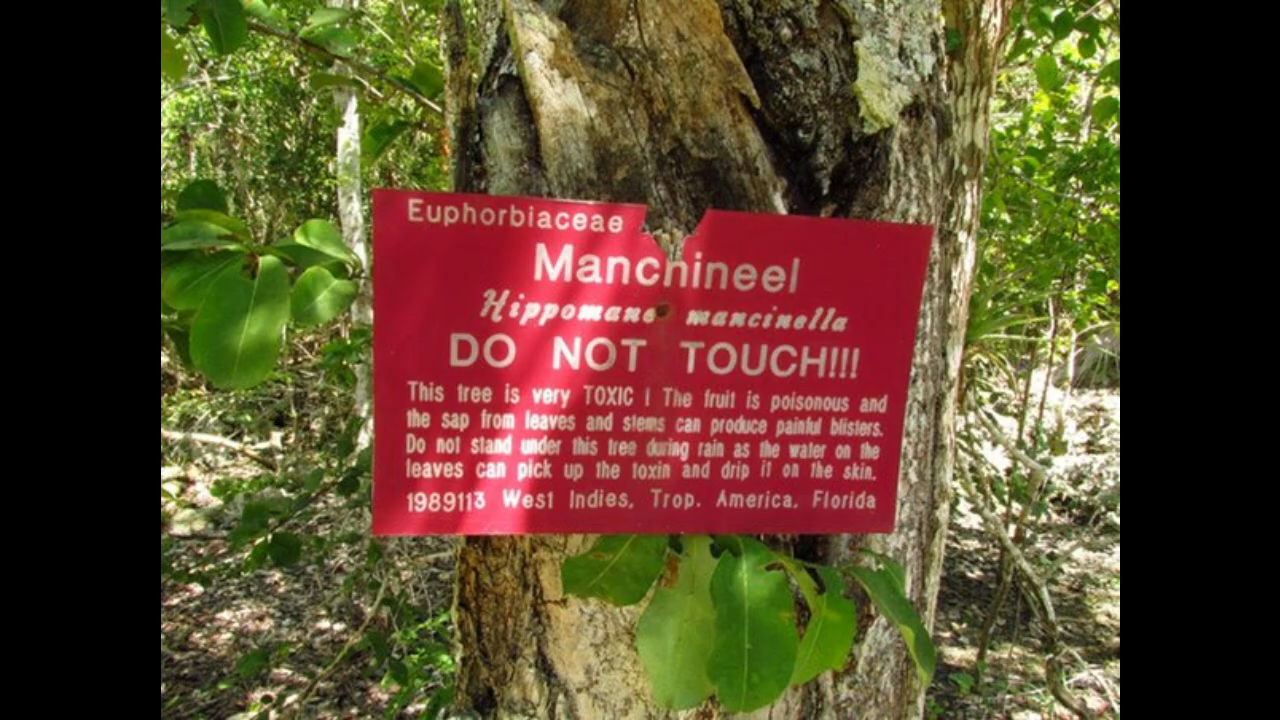 Euphorbiaceae
Manchineel
Hippomane mancinella
DO NOT TOUCH!!!
This tree is very TOXIC ! The fruit is poisonous and
the sap from leaves and stems can produce painful blisters.
Do not stand under this tree during rain as the water on the
leaves can pick up the toxin and drip it on the skin.
1989113 West Indies, Trop. America, Florida